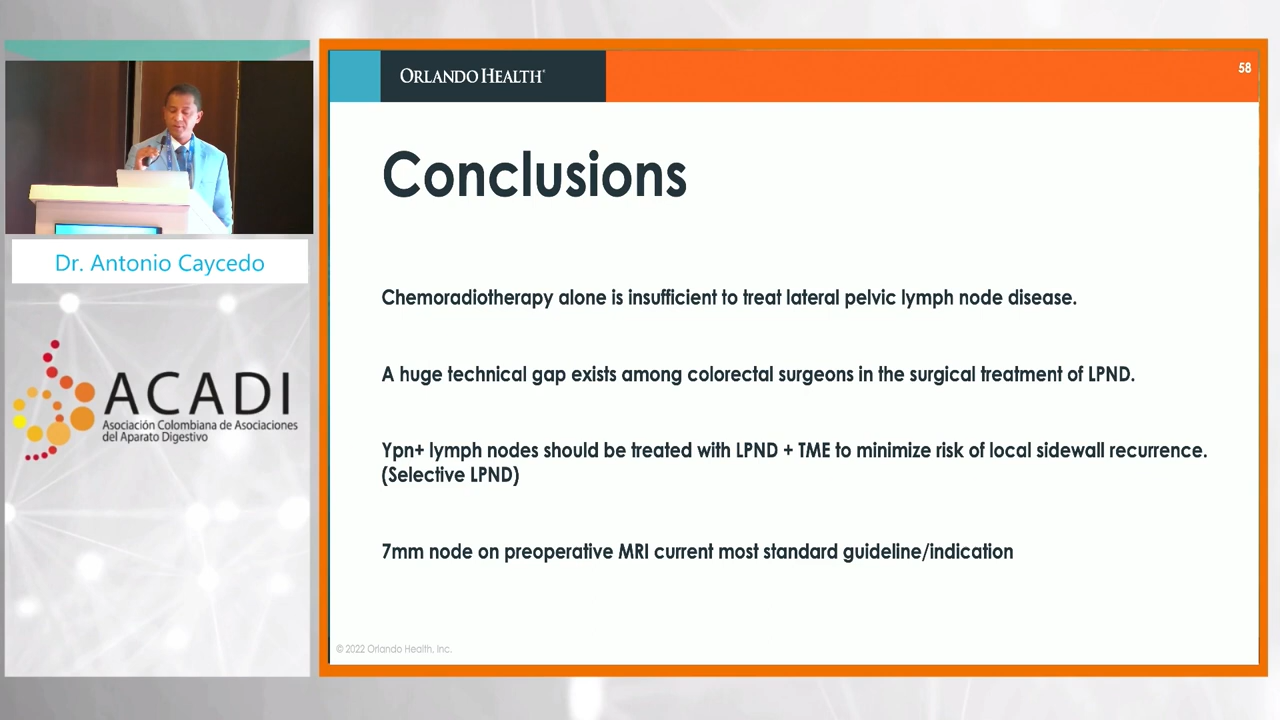 ORLANDO HEALTH®
58
Conclusions
Chemoradiotherapy alone is insufficient to treat lateral pelvic lymph node disease.
A huge technical gap exists among colorectal surgeons in the surgical treatment of LPND.
Ypn+ lymph nodes should be treated with LPND + TME to minimize risk of local sidewall recurrence.
(Selective LPND)
7mm node on preoperative MRI current most standard guideline/indication
© 2022 Orlando Health, Inc.
Dr. Antonio Caycedo
ACADI
Asociación Colombiana de Asociaciones
del Aparato Digestivo